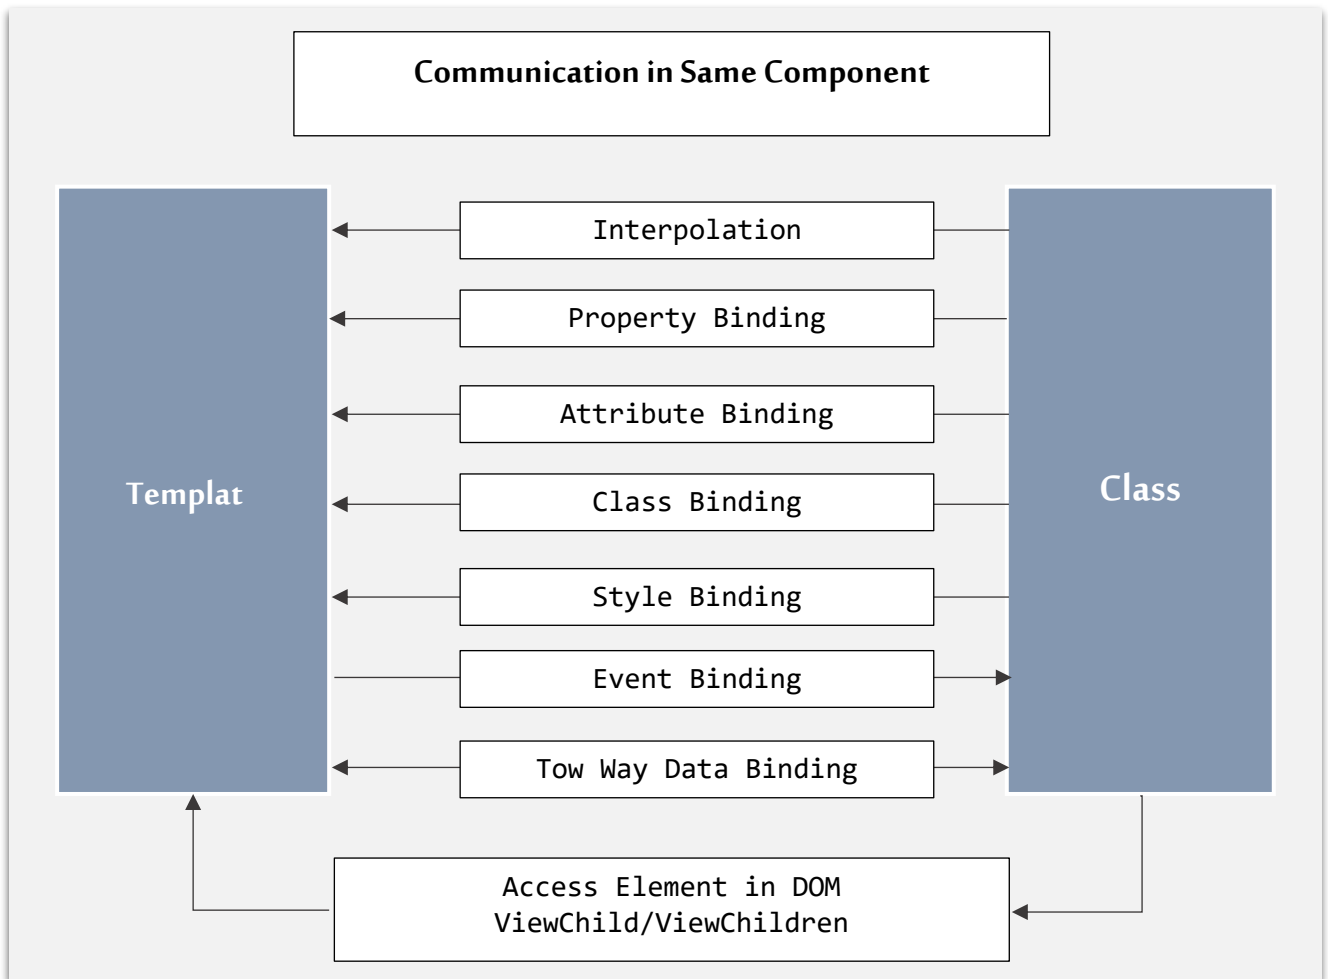 Communication in Same Component
Interpolation
Property Binding
Attribute Binding
Templat
Class Binding
Class
Style Binding
Event Binding
Tow Way Data Binding
Access Element in DOM
ViewChild/ViewChildren